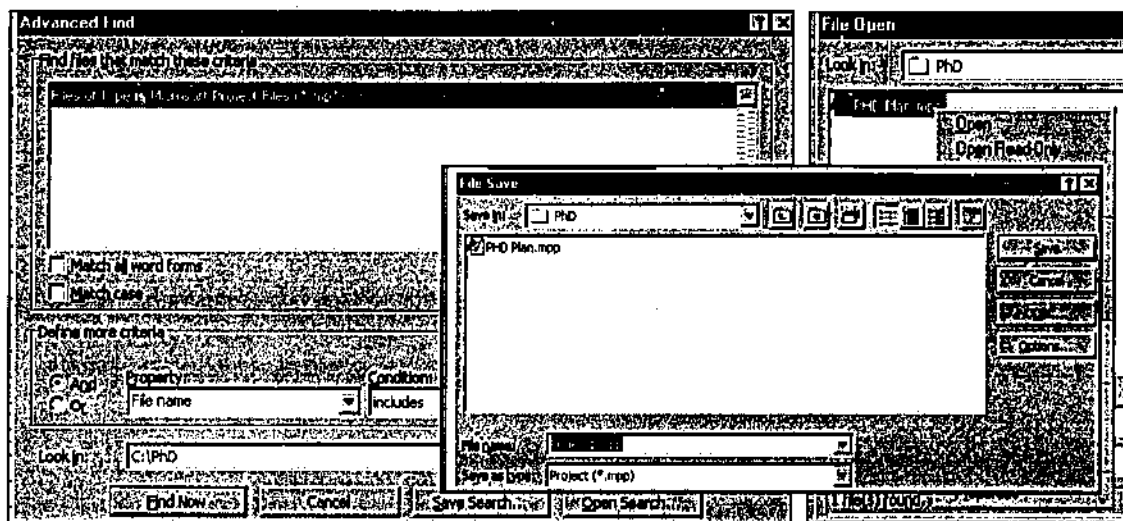 Advanced Find
Find files that match these criteria
Files of type is Microsoft Project Files (*.mp*)
Match all word forms
Match case
Define more criteria
And
Or
Property:
File name
Condition:
includes
Look in:
C:\PhD
Find Now
Cancel
Save Search...
Open Search...
File Open
Look in:
PhD
PHD Plan.mpp
Open
Open Read Only
File Save
Save in:
PhD
PHD Plan.mpp
Save
Cancel
Options...
File name:
Save as type:
Project (*.mpp)
1 file(s) found